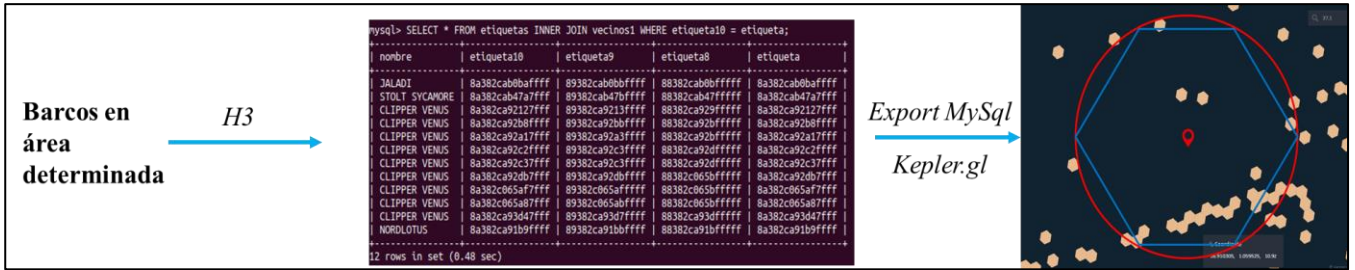 Barcos en
área
determinada
H3
mysql> SELECT * FROM etiquetas INNER JOIN vecinos1 WHERE etiqueta10 = etiqueta;
| nombre | etiqueta10 | etiqueta9 | etiqueta8 | etiqueta |
| JALADI | 8a382cab0baffff | 89382cab0bbffff | 88382cab0bfffff | 8a382cab0baffff |
| STOLT SYCAMORE | 8a382cab47a7fff | 89382cab47bffff | 88382cab47fffff | 8a382cab47a7fff |
| CLIPPER VENUS | 8a382ca92127fff | 89382ca9213ffff | 88382ca929fffff | 8a382ca92127fff |
| CLIPPER VENUS | 8a382ca92b8ffff | 89382ca92bbffff | 88382ca92bfffff | 8a382ca92b8ffff |
| CLIPPER VENUS | 8a382ca92a17fff | 89382ca92a3ffff | 88382ca92bfffff | 8a382ca92a17fff |
| CLIPPER VENUS | 8a382ca92c2ffff | 89382ca92c3ffff | 88382ca92dfffff | 8a382ca92c2ffff |
| CLIPPER VENUS | 8a382ca92c37fff | 89382ca92c3ffff | 88382ca92dfffff | 8a382ca92c37fff |
| CLIPPER VENUS | 8a382ca92db7fff | 89382ca92dbffff | 88382ca92dfffff | 8a382ca92db7fff |
| CLIPPER VENUS | 8a382c065af7fff | 89382c065afffff | 88382c065bfffff | 8a382c065af7fff |
| CLIPPER VENUS | 8a382c065a87fff | 89382c065abffff | 88382c065bfffff | 8a382c065a87fff |
| CLIPPER VENUS | 8a382ca93d47fff | 89382ca93d7ffff | 88382ca93dfffff | 8a382ca93d47fff |
| NORDLOTUS | 8a382ca91b9ffff | 89382ca91bbffff | 88382ca91bfffff | 8a382ca91b9ffff |
12 rows in set (0.48 sec)
Export MySql
Kepler.gl